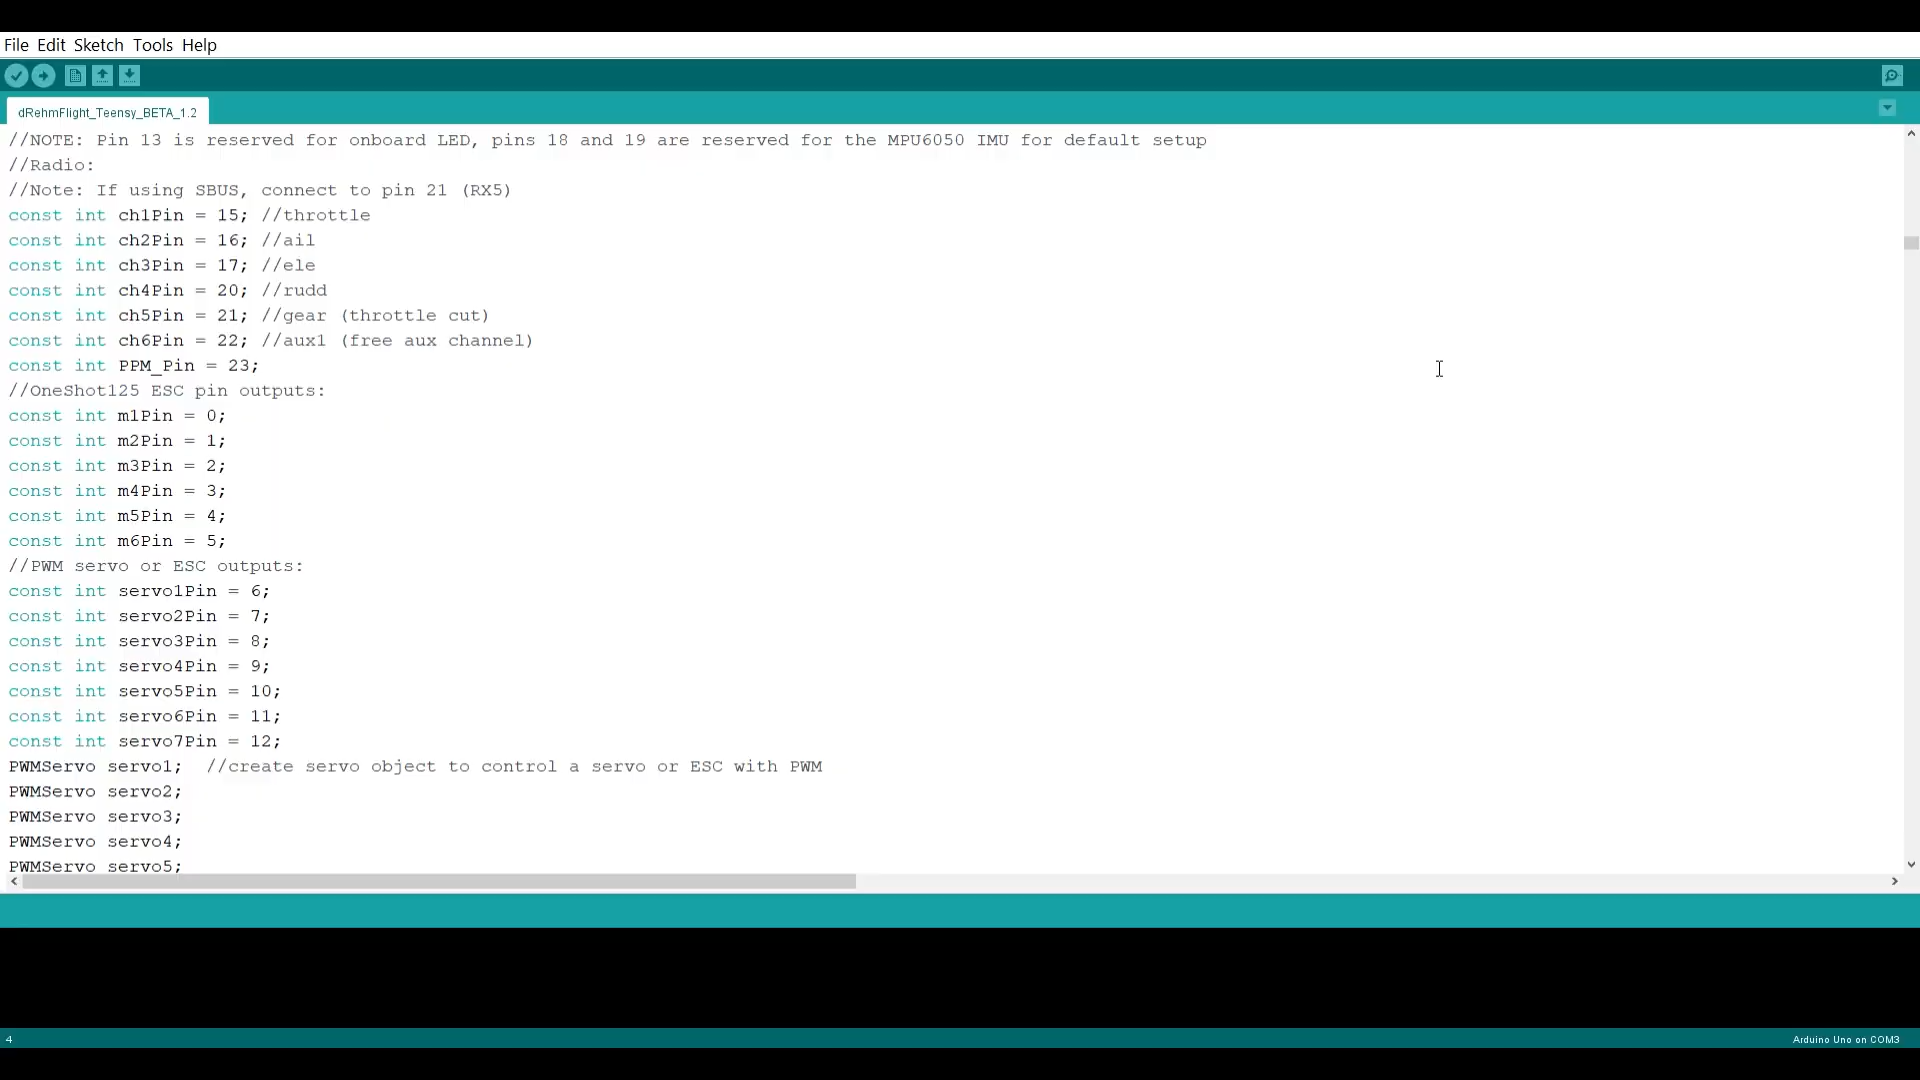 File Edit Sketch Tools Help
dRehmFlight_Teensy_BETA_1.2
//NOTE: Pin 13 is reserved for onboard LED, pins 18 and 19 are reserved for the MPU6050 IMU for default setup
//Radio:
//Note: If using SBUS, connect to pin 21 (RX5)
const int ch1Pin = 15; //throttle
const int ch2Pin = 16; //ail
const int ch3Pin = 17; //ele
const int ch4Pin = 20; //rudd
const int ch5Pin = 21; //gear (throttle cut)
const int ch6Pin = 22; //aux1 (free aux channel)
const int PPM_Pin = 23;
//OneShot125 ESC pin outputs:
const int m1Pin = 0;
const int m2Pin = 1;
const int m3Pin = 2;
const int m4Pin = 3;
const int m5Pin = 4;
const int m6Pin = 5;
//PWM servo or ESC outputs:
const int servo1Pin = 6;
const int servo2Pin = 7;
const int servo3Pin = 8;
const int servo4Pin = 9;
const int servo5Pin = 10;
const int servo6Pin = 11;
const int servo7Pin = 12;
PWMServo servo1;  //create servo object to control a servo or ESC with PWM
PWMServo servo2;
PWMServo servo3;
PWMServo servo4;
PWMServo servo5;
4
Arduino Uno on COM3